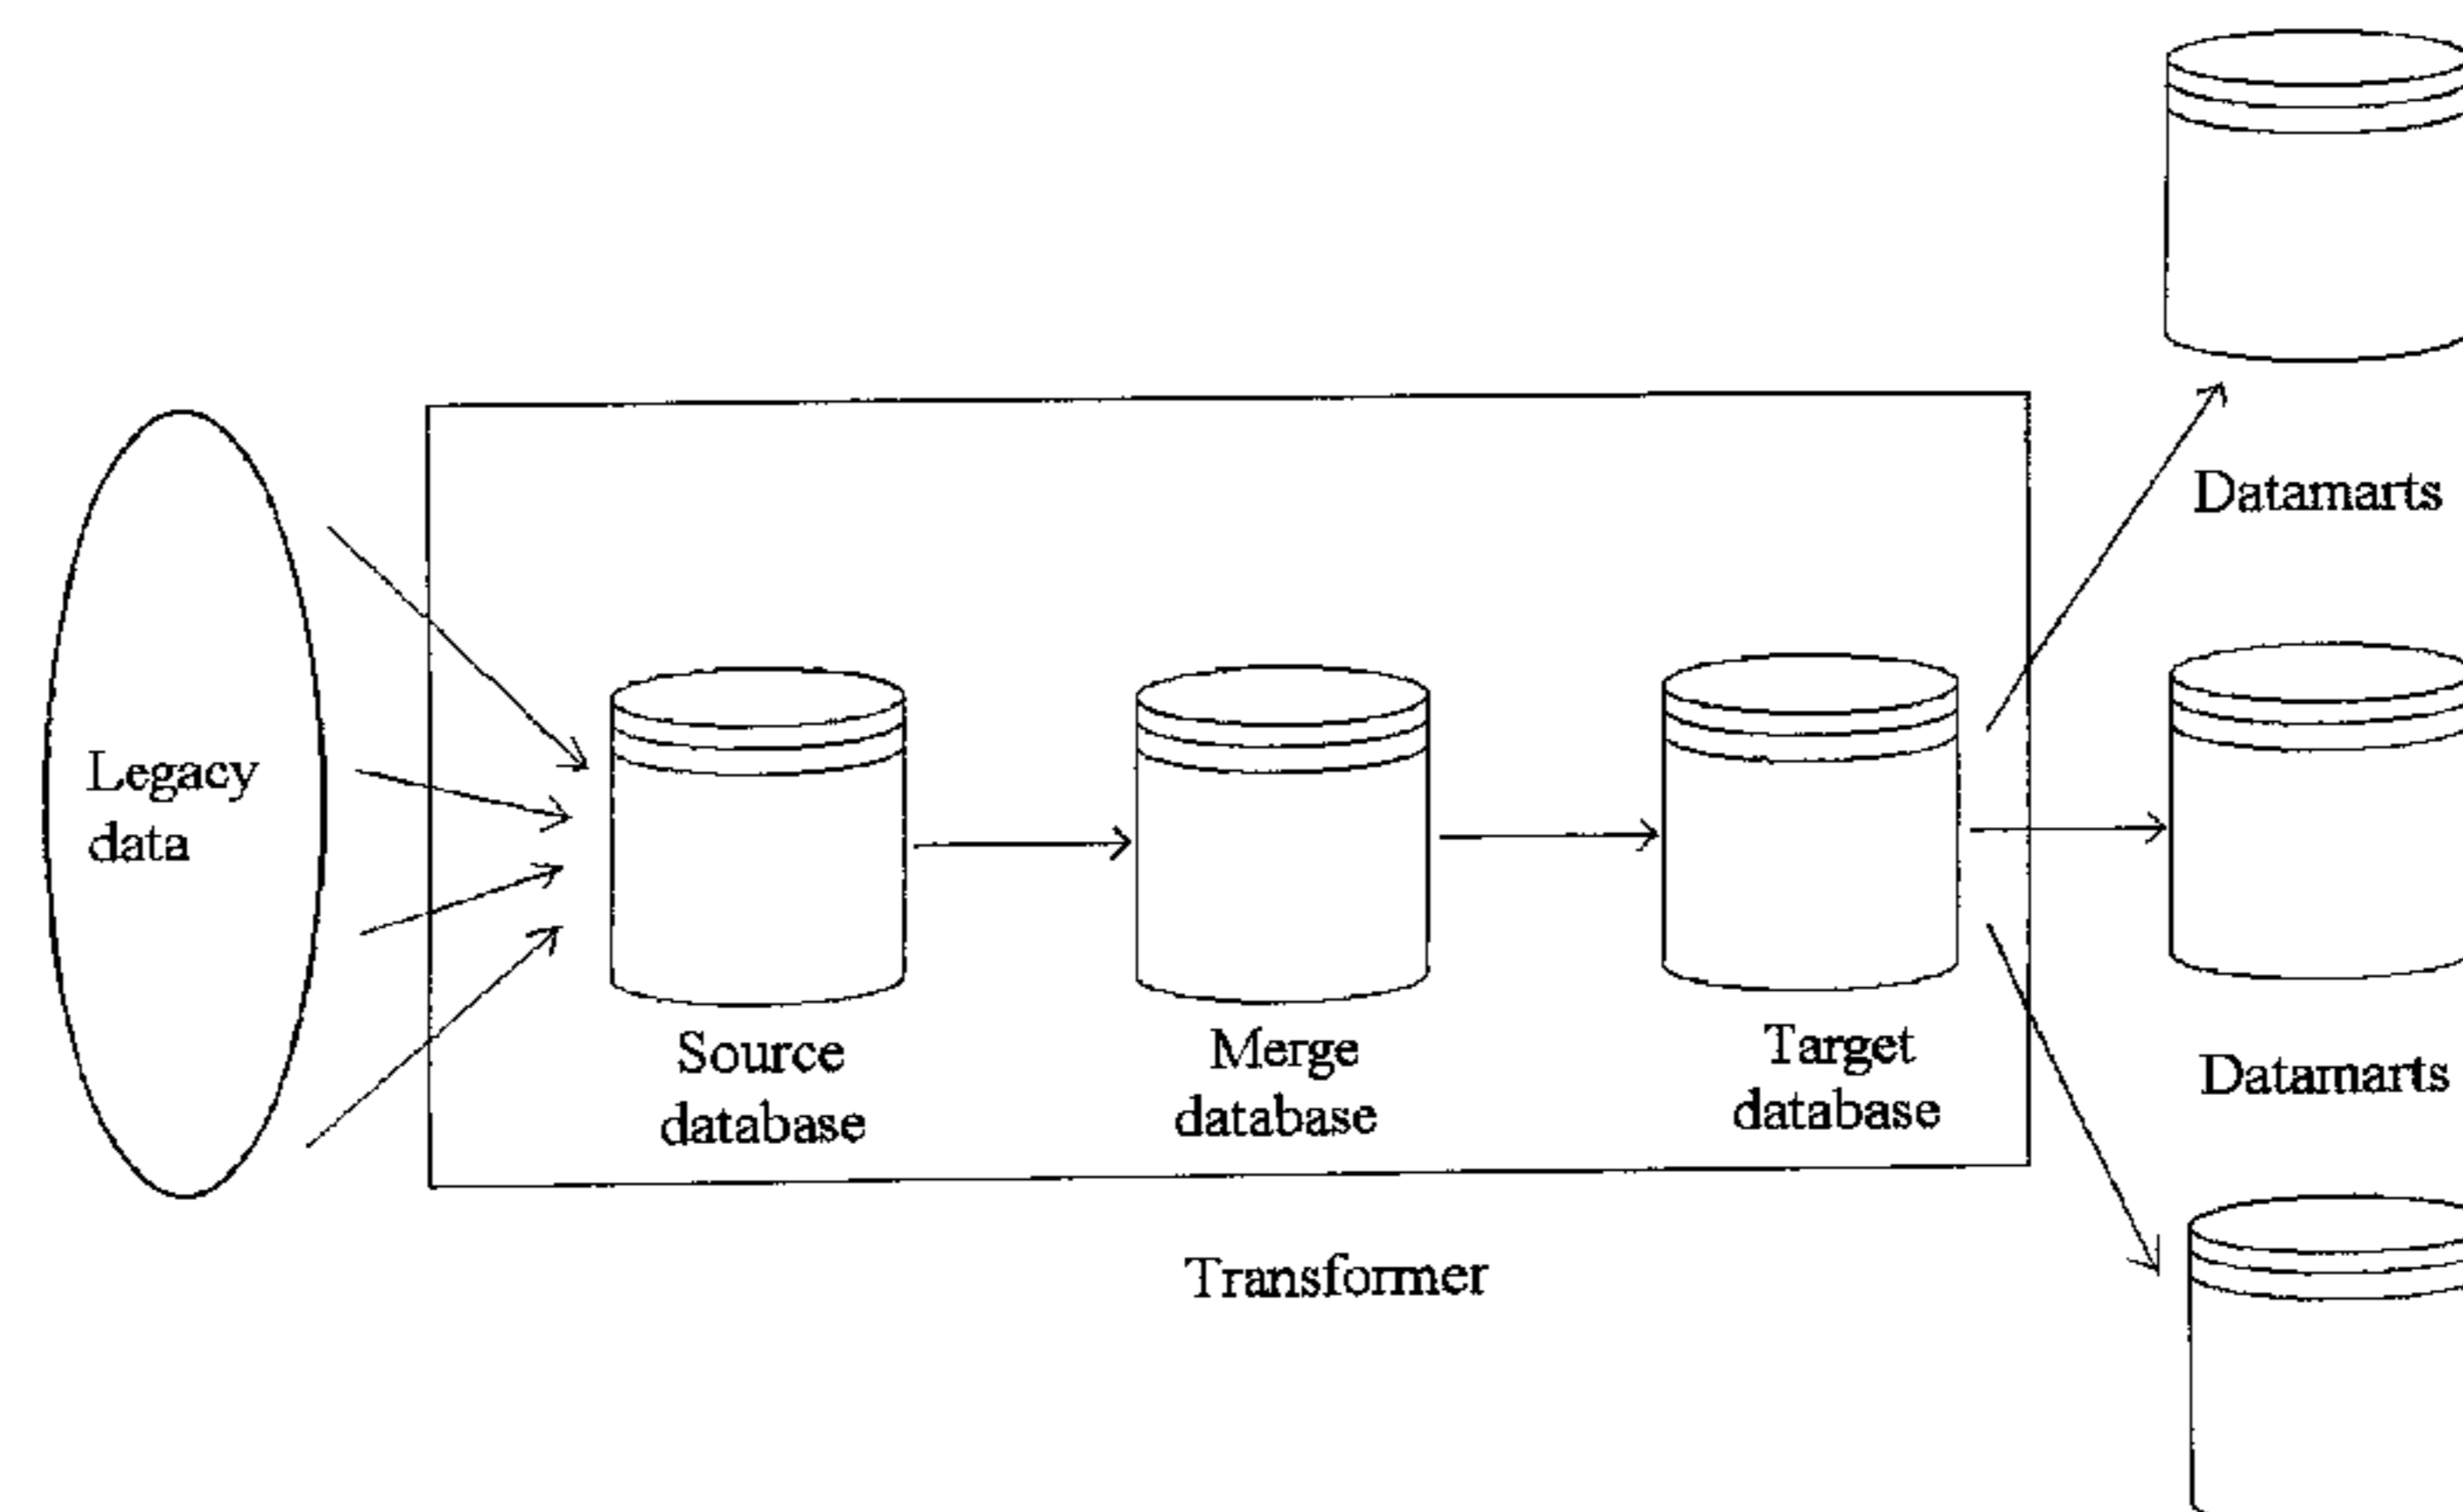 Datamarts
Legacy
data
Source
database
Merge
database
Target
database
Datamarts
Transformer